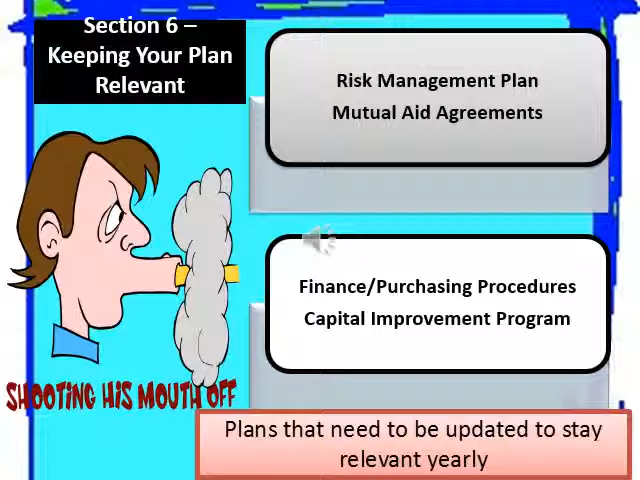 Section 6 –
Keeping Your Plan
Relevant
Risk Management Plan
Mutual Aid Agreements
Finance/Purchasing Procedures
Capital Improvement Program
SHOOTING HIS MOUTH OFF
Plans that need to be updated to stay
relevant yearly